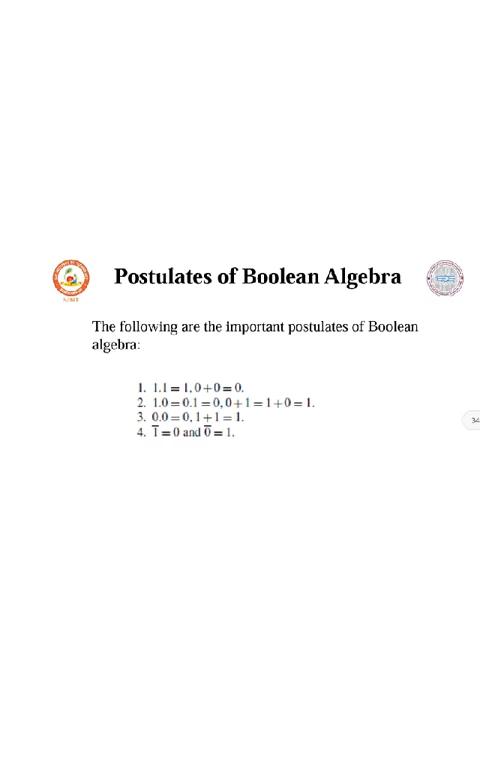 Postulates of Boolean Algebra
The following are the important postulates of Boolean
algebra:
1. 1.1 = 1, 0+0 = 0.
2. 1.0 = 0.1 = 0, 0+1 = 1+0 = 1.
3. 0.0 = 0, 1+1 = 1.
4. 1̅ = 0 and 0̅ = 1.
34